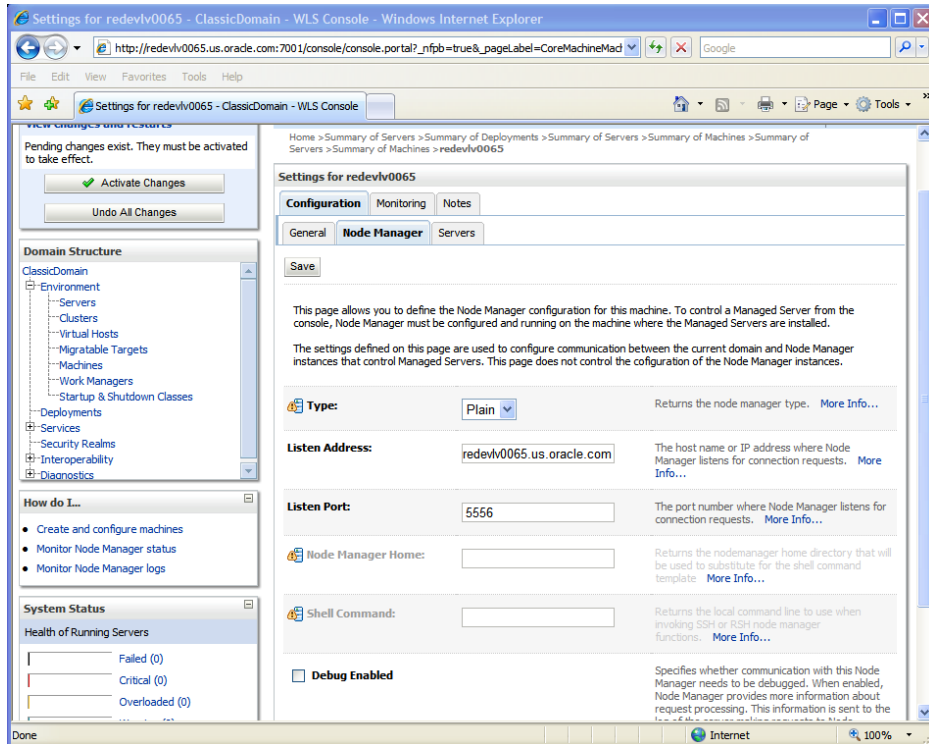 Settings for redevlv0065 - ClassicDomain - WLS Console - Windows Internet Explorer
http://redevlv0065.us.oracle.com:7001/console/console.portal?_nfpb=true&_pageLabel=CoreMachineMacl
Google
File Edit View Favorites Tools Help
Settings for redevlv0065 - ClassicDomain - WLS Console
Page Tools
View changes and restarts
Pending changes exist. They must be activated
to take effect.
Activate Changes
Undo All Changes
Domain Structure
ClassicDomain
Environment
Servers
Clusters
Virtual Hosts
Migratable Targets
Machines
Work Managers
Startup & Shutdown Classes
Deployments
Services
Security Realms
Interoperability
Diagnostics
How do I...
Create and configure machines
Monitor Node Manager status
Monitor Node Manager logs
System Status
Health of Running Servers
Failed (0)
Critical (0)
Overloaded (0)
Home >Summary of Servers >Summary of Deployments >Summary of Servers >Summary of Machines >Summary of
Servers >Summary of Machines >redevlv0065
Settings for redevlv0065
Configuration Monitoring Notes
General Node Manager Servers
Save
This page allows you to define the Node Manager configuration for this machine. To control a Managed Server from the
console, Node Manager must be configured and running on the machine where the Managed Servers are installed.
The settings defined on this page are used to configure communication between the current domain and Node Manager
instances that control Managed Servers. This page does not control the cofiguration of the Node Manager instances.
Type:
Plain
Returns the node manager type. More Info...
Listen Address:
redevlv0065.us.oracle.com
The host name or IP address where Node
Manager listens for connection requests. More
Info...
Listen Port:
5556
The port number where Node Manager listens for
connection requests. More Info...
Node Manager Home:
Returns the nodemanager home directory that will
be used to substitute for the shell command
template More Info...
Shell Command:
Returns the local command line to use when
invoking SSH or RSH node manager
functions. More Info...
Debug Enabled
Specifies whether communication with this Node
Manager needs to be debugged. When enabled,
Node Manager provides more information about
request processing. This information is sent to the
log of the server making requests to Node
Done
Internet
100%